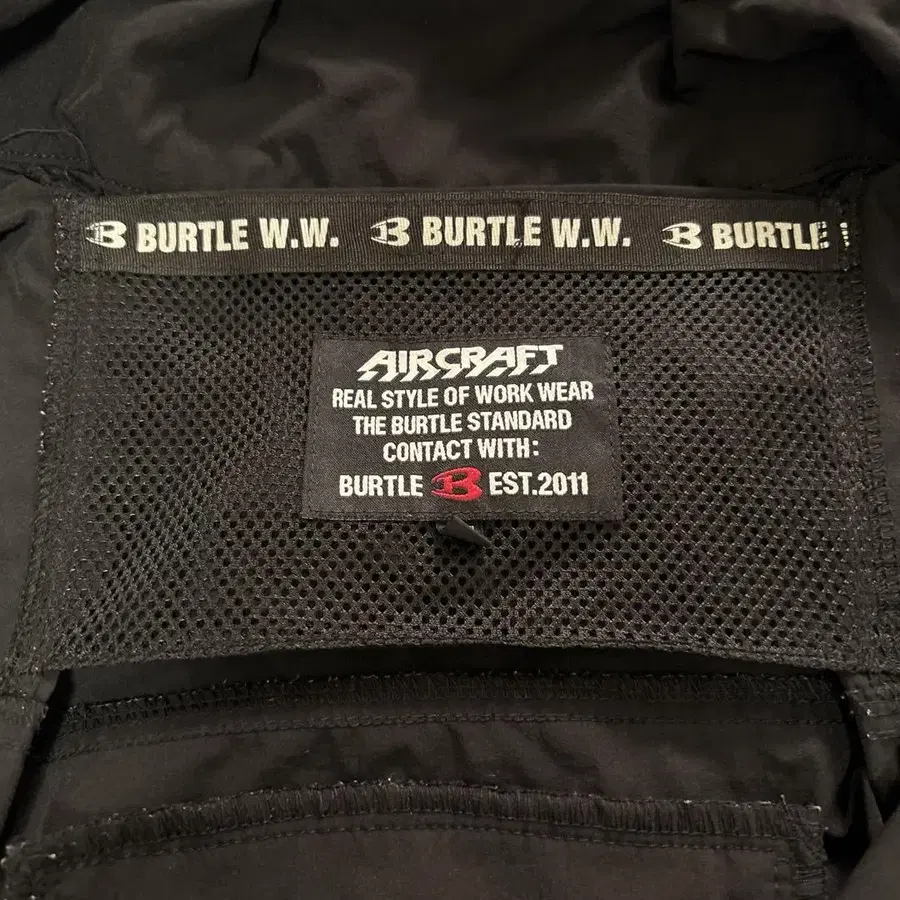 BURTLE W.W. BURTLE W.W. BURTLE
AIRCRAFT
REAL STYLE OF WORK WEAR
THE BURTLE STANDARD
CONTACT WITH:
BURTLE B EST.2011